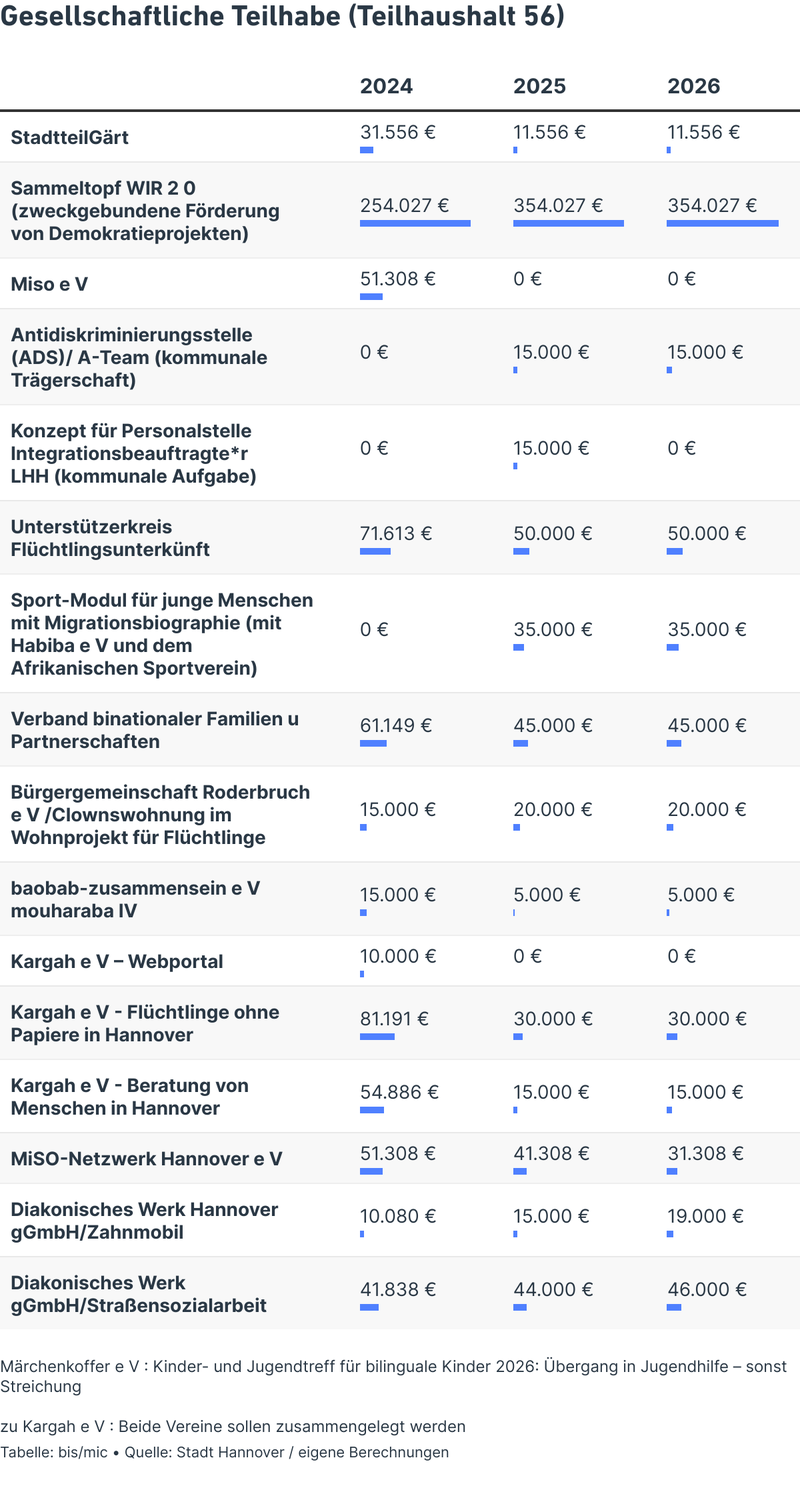 Gesellschaftliche Teilhabe (Teilhaushalt 56)
2024 2025 2026
StadtteilGärt 31.556 € 11.556 € 11.556 €
Sammeltopf WIR 2 0
(zweckgebundene Förderung
von Demokratieprojekten)
254.027 € 354.027 € 354.027 €
Miso e V 51.308 € 0 € 0 €
Antidiskriminierungsstelle
(ADS)/ A-Team (kommunale
Trägerschaft)
0 € 15.000 € 15.000 €
Konzept für Personalstelle
Integrationsbeauftragte*r
LHH (kommunale Aufgabe)
0 € 15.000 € 0 €
Unterstützerkreis
Flüchtlingsunterkünft
71.613 € 50.000 € 50.000 €
Sport-Modul für junge Menschen
mit Migrationsbiographie (mit
Habiba e V und dem
Afrikanischen Sportverein)
0 € 35.000 € 35.000 €
Verband binationaler Familien u
Partnerschaften
61.149 € 45.000 € 45.000 €
Bürgergemeinschaft Roderbruch
e V /Clownswohnung im
Wohnprojekt für Flüchtlinge
15.000 € 20.000 € 20.000 €
baobab-zusammensein e V
mouharaba IV
15.000 € 5.000 € 5.000 €
Kargah e V – Webportal 10.000 € 0 € 0 €
Kargah e V - Flüchtlinge ohne
Papiere in Hannover
81.191 € 30.000 € 30.000 €
Kargah e V - Beratung von
Menschen in Hannover
54.886 € 15.000 € 15.000 €
MiSO-Netzwerk Hannover e V 51.308 € 41.308 € 31.308 €
Diakonisches Werk Hannover
gGmbH/Zahnmobil
10.080 € 15.000 € 19.000 €
Diakonisches Werk
gGmbH/Straßensozialarbeit
41.838 € 44.000 € 46.000 €
Märchenkoffer e V : Kinder- und Jugendtreff für bilinguale Kinder 2026: Übergang in Jugendhilfe – sonst
Streichung
zu Kargah e V : Beide Vereine sollen zusammengelegt werden
Tabelle: bis/mic • Quelle: Stadt Hannover / eigene Berechnungen